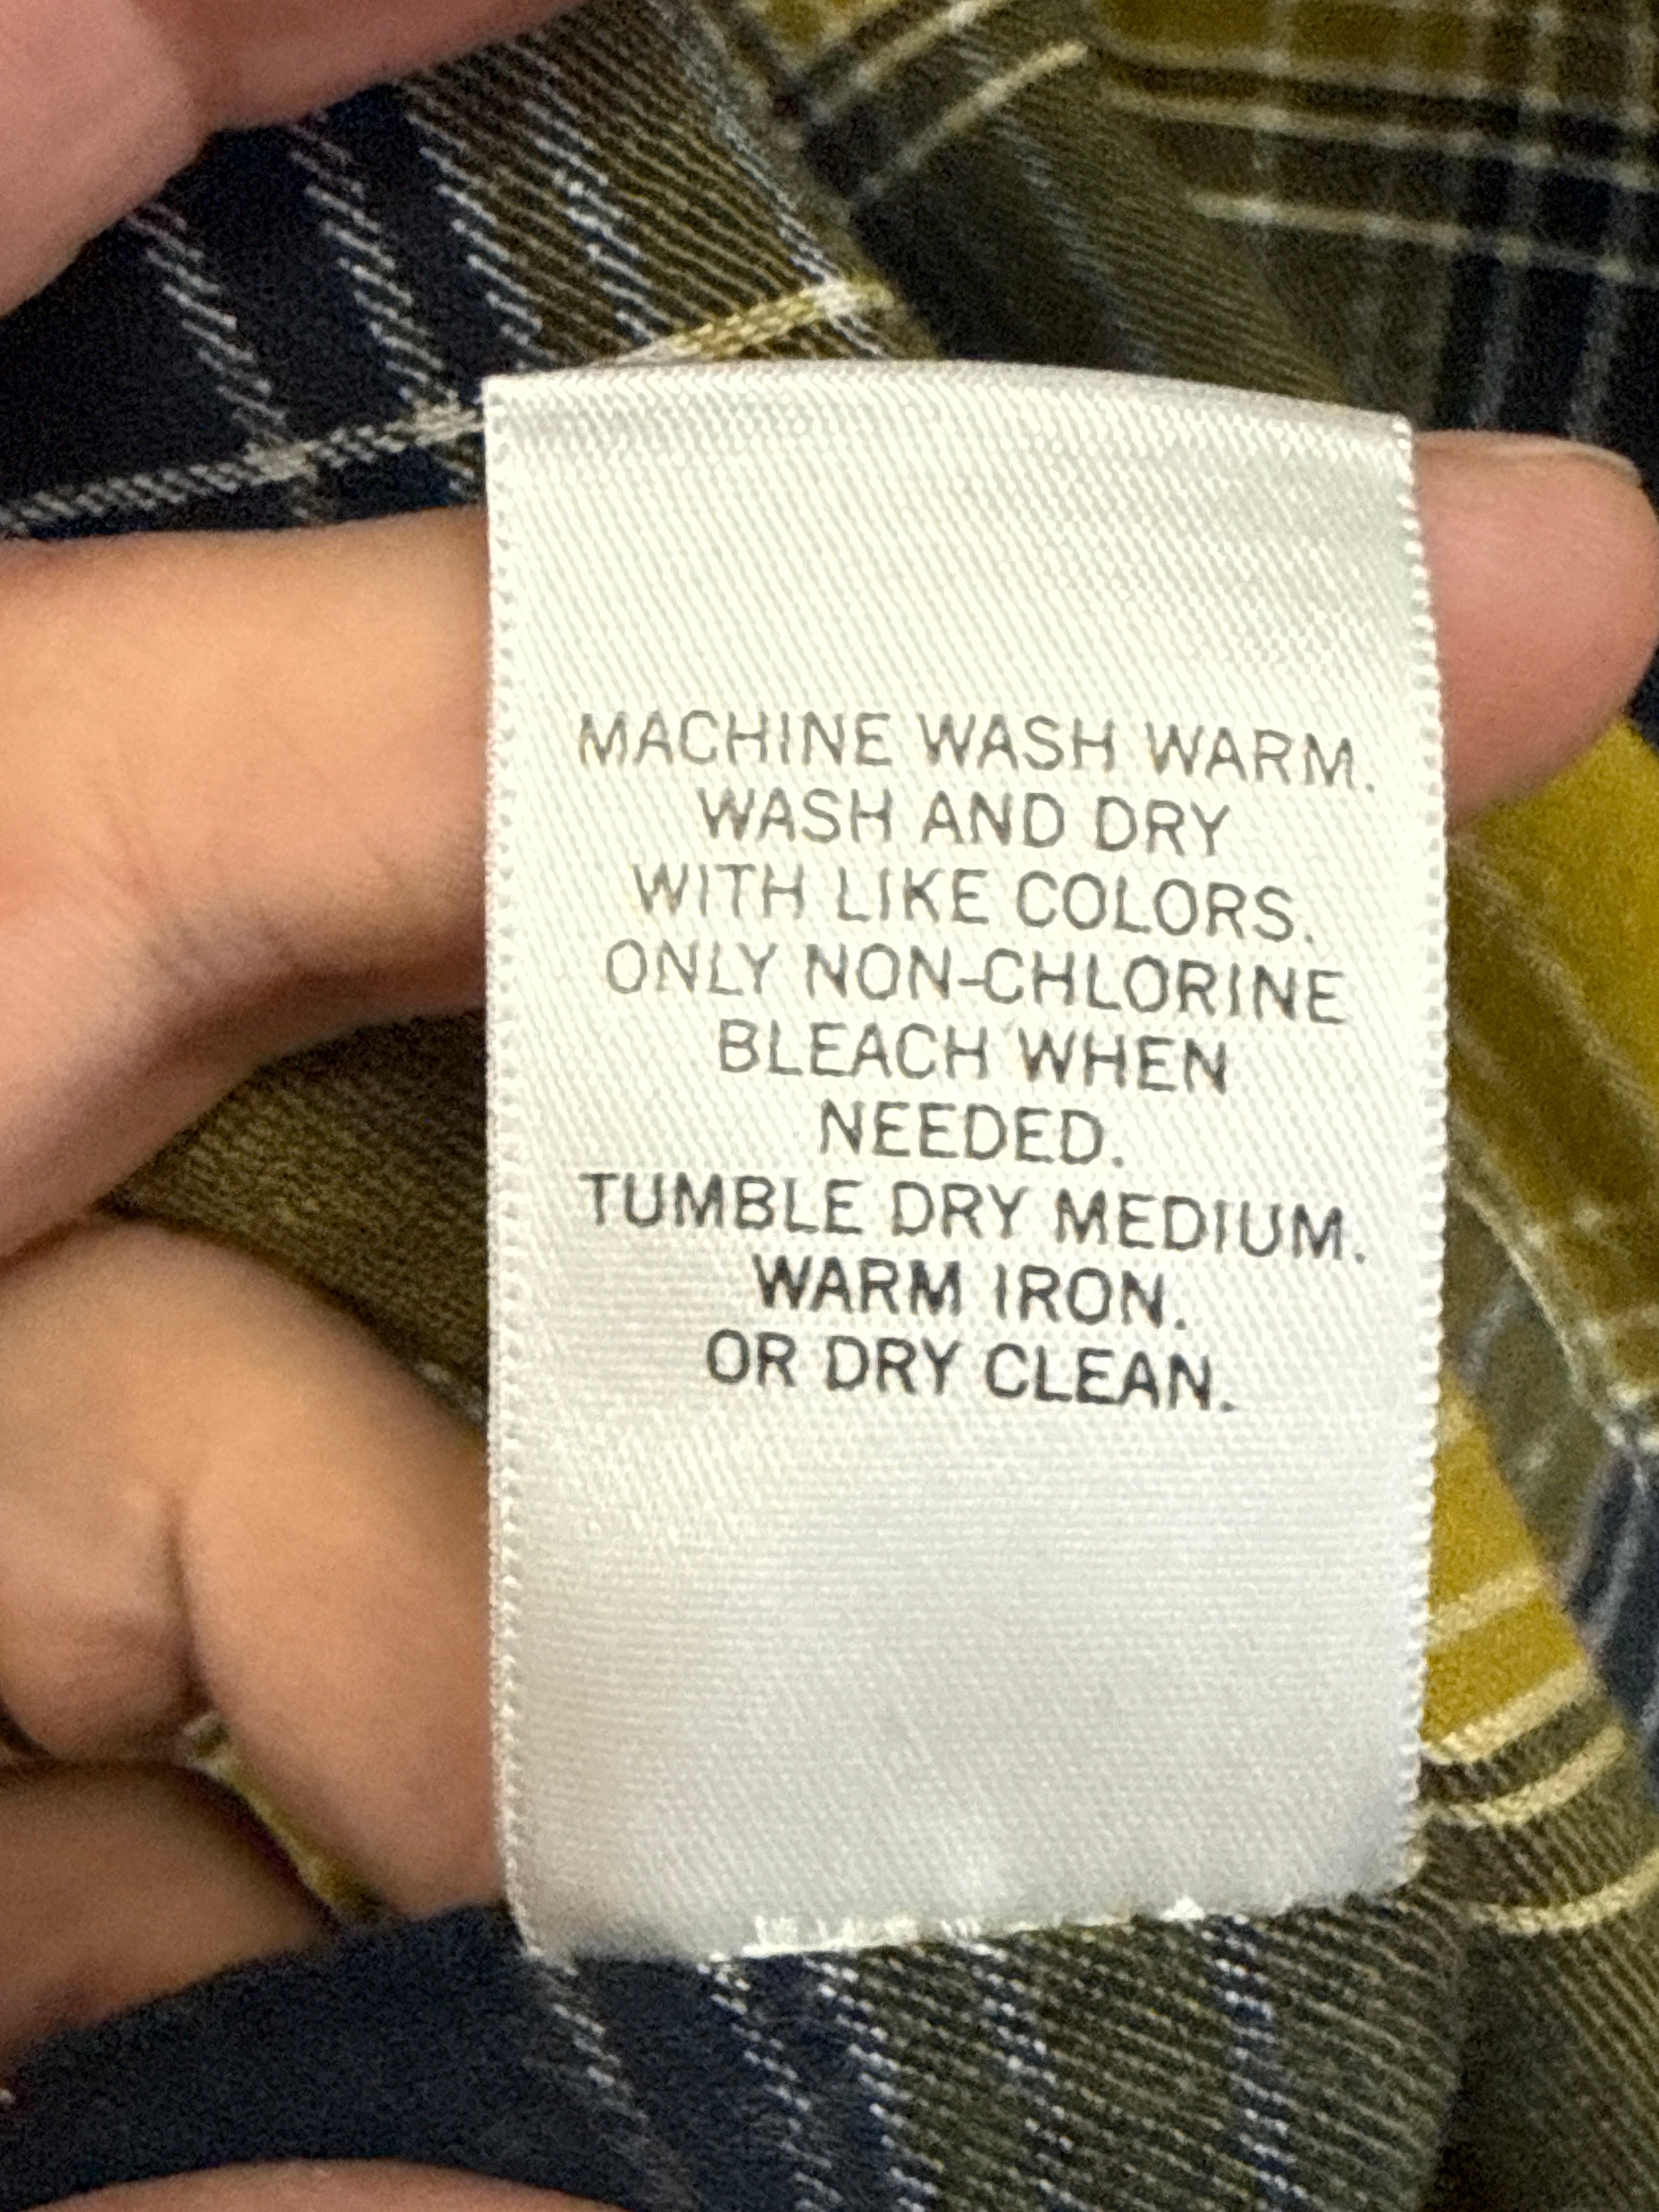 MACHINE WASH WARM.
WASH AND DRY
WITH LIKE COLORS.
ONLY NON-CHLORINE
BLEACH WHEN
NEEDED.
TUMBLE DRY MEDIUM.
WARM IRON.
OR DRY CLEAN.